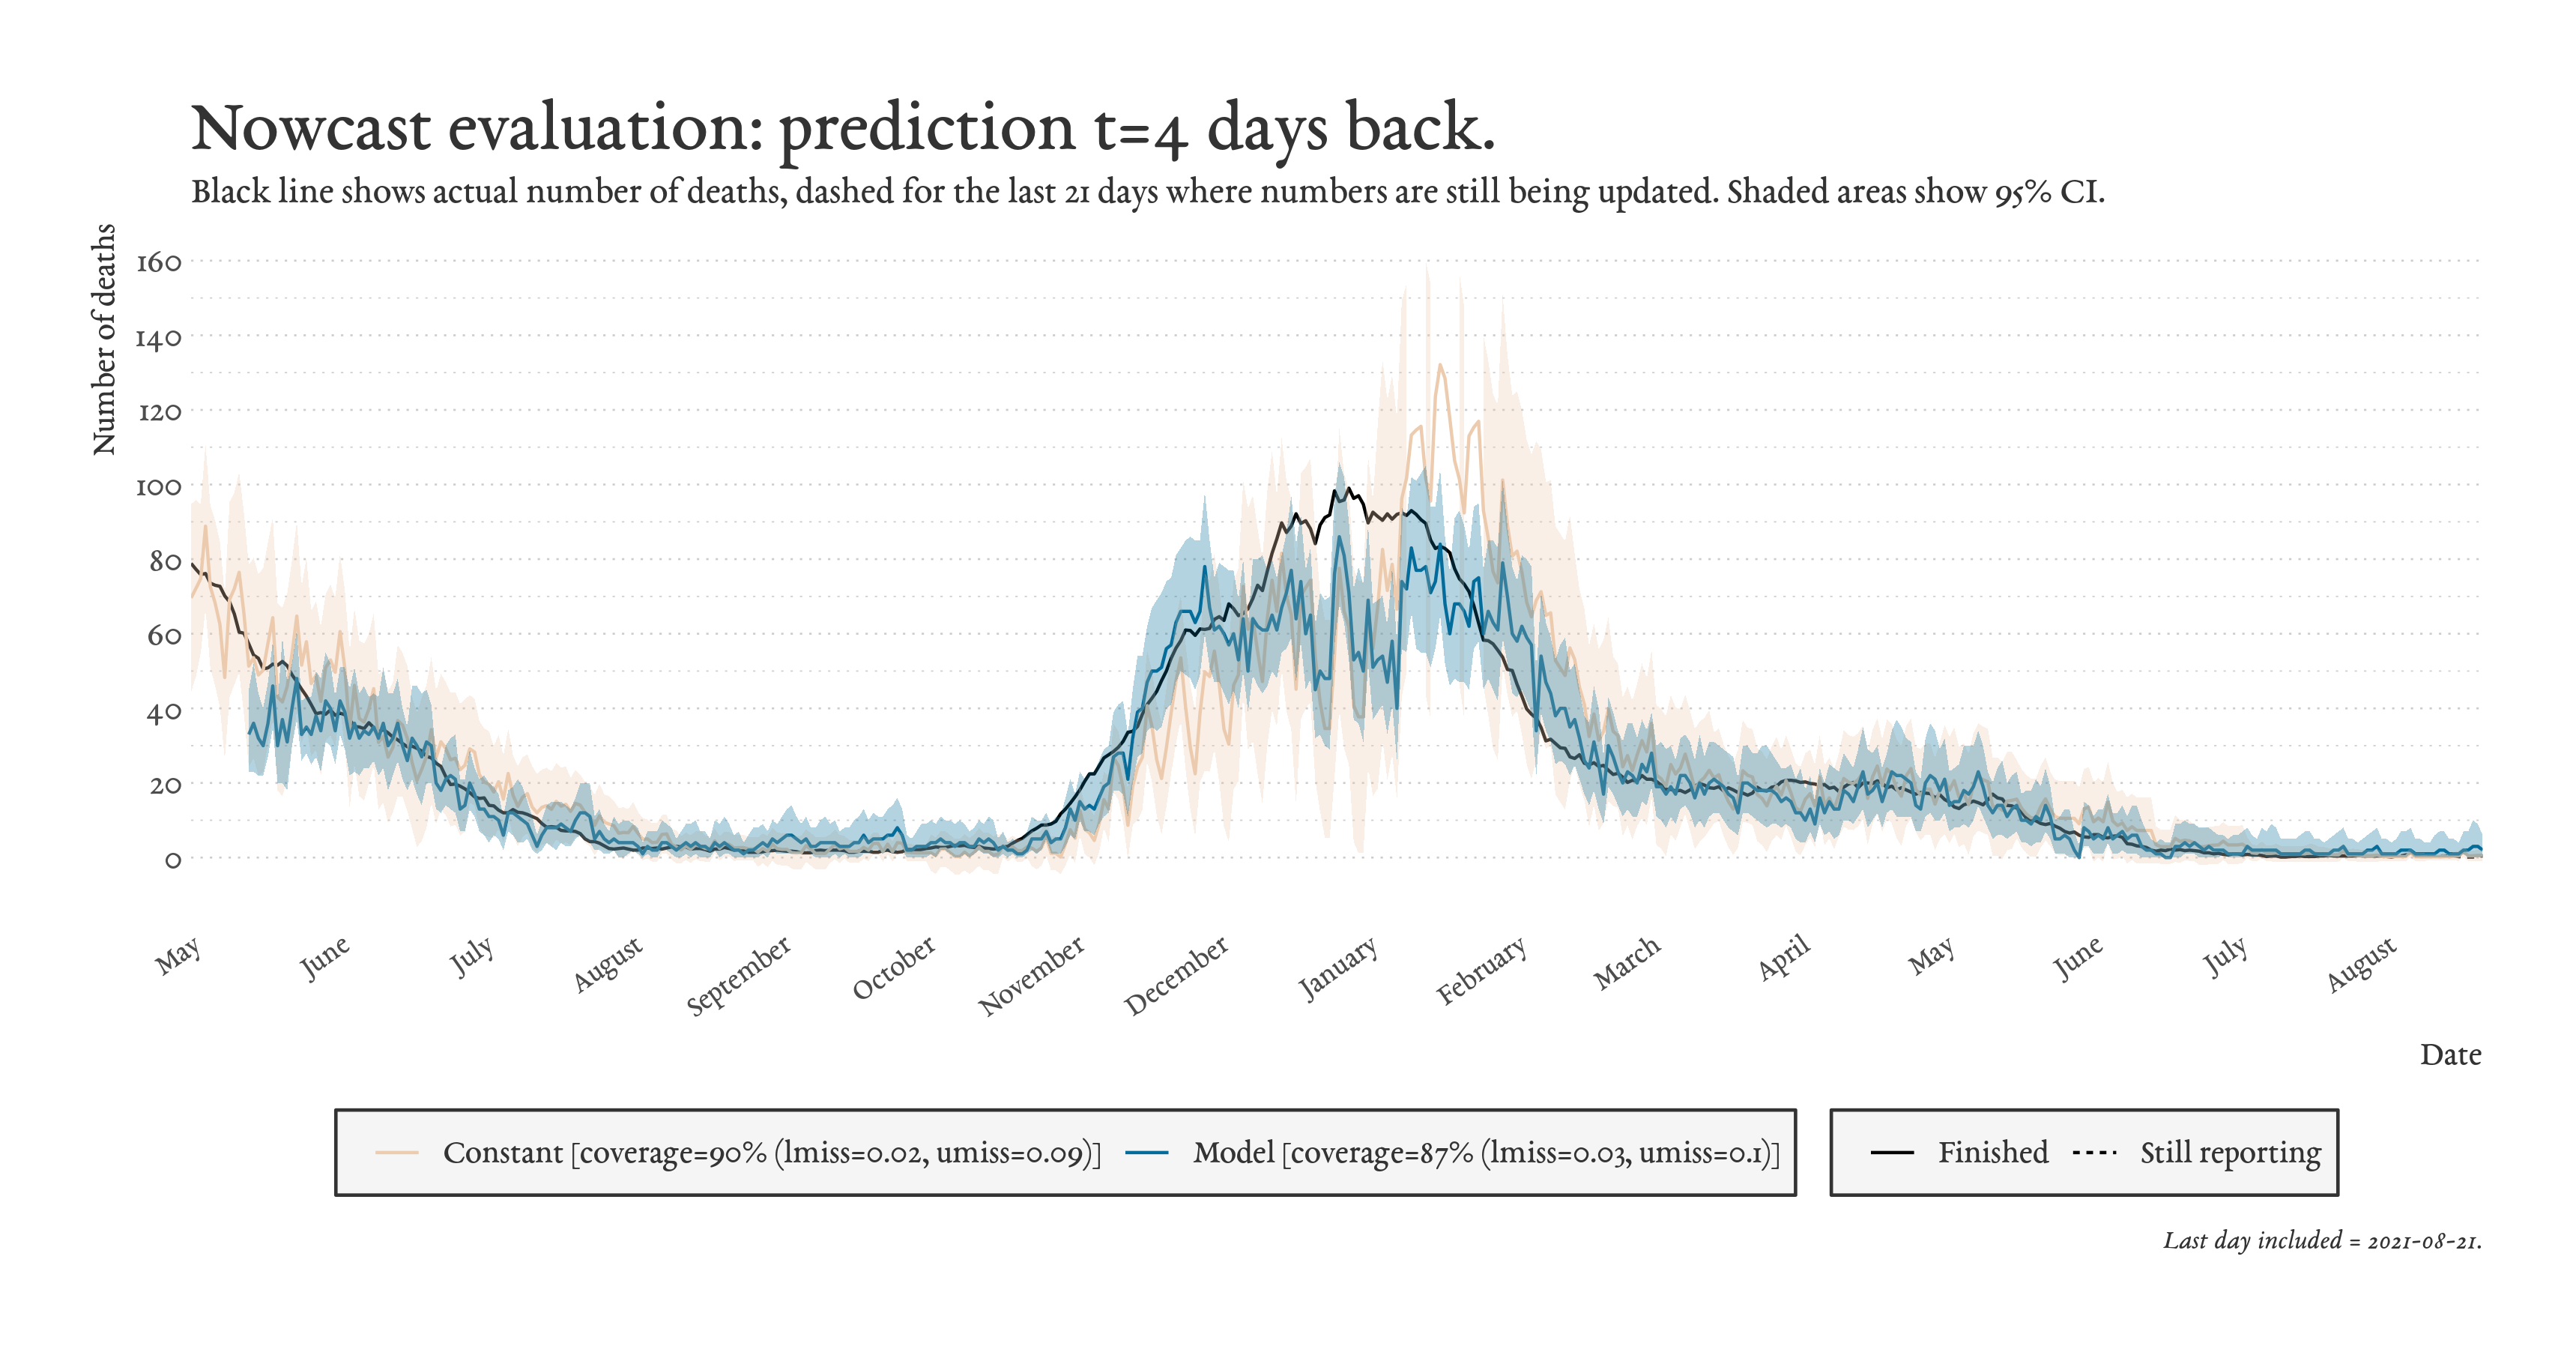 Nowcast evaluation: prediction t=4 days back.
Black line shows actual number of deaths, dashed for the last 21 days where numbers are still being updated. Shaded areas show 95% CI.
Number of deaths
160
140
120
100
80
60
40
20
0
May
June
July
August
September
October
November
December
January
February
March
April
May
June
July
August
Date
Constant [coverage=90% (lmiss=0.02, umiss=0.09)]
Model [coverage=87% (lmiss=0.03, umiss=0.1)]
Finished
Still reporting
Last day included = 2021-08-21.